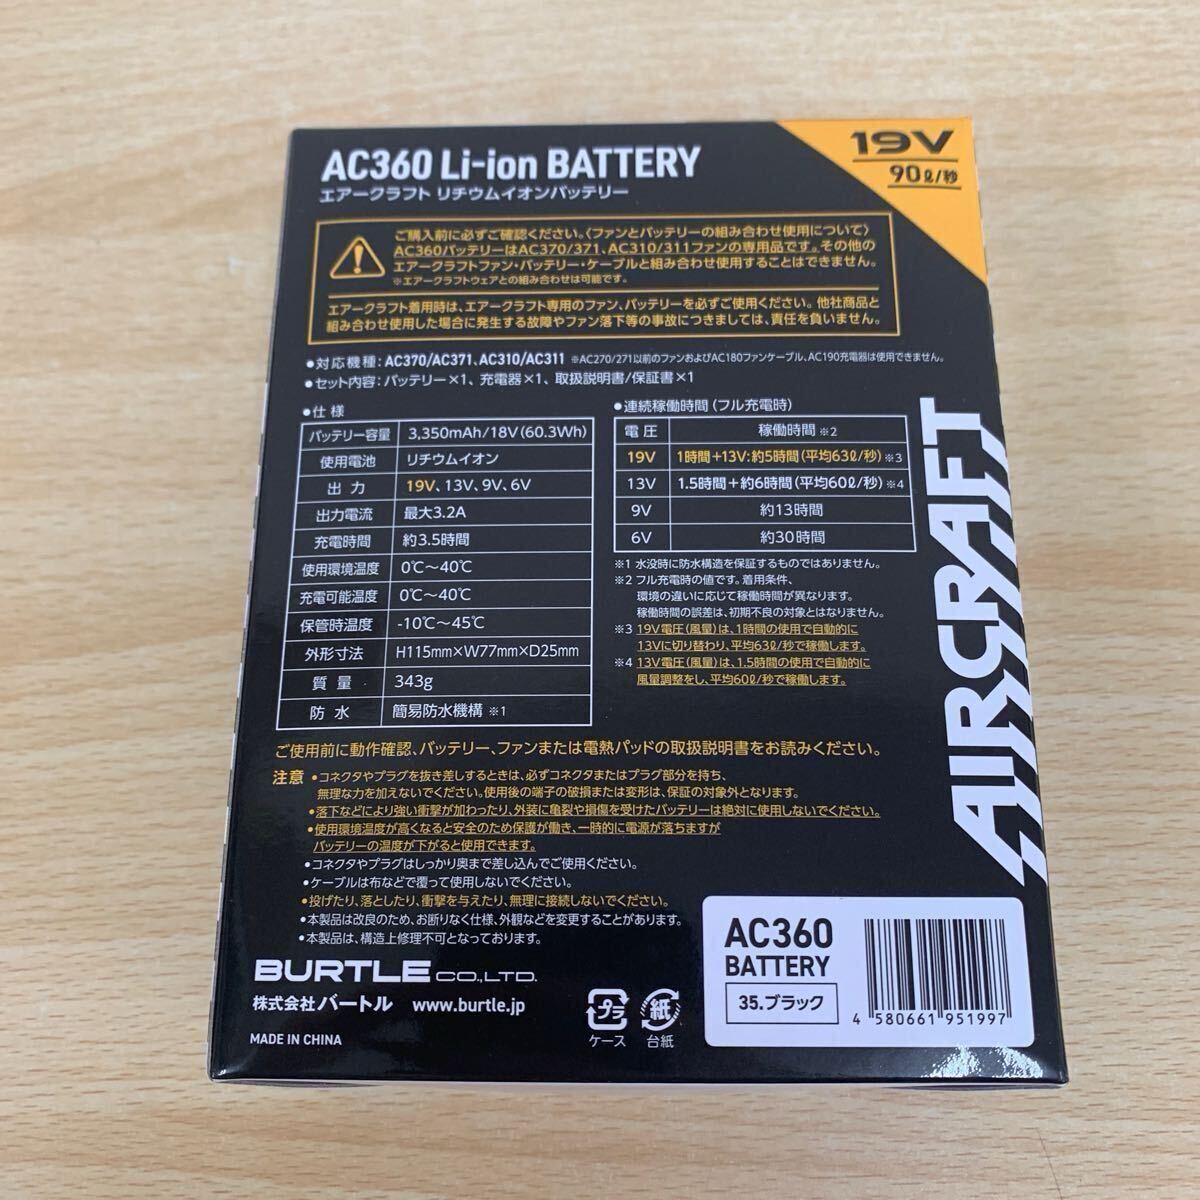 AC360 Li-ion BATTERY
エアークラフト リチウムイオンバッテリー
19V
90ℓ/秒
ご購入前に必ずご確認ください。〈ファンとバッテリーの組み合わせ使用について〉
AC360バッテリーはAC370/371、AC310/311ファンの専用品です。その他の
エアークラフトファン・バッテリー・ケーブルと組み合わせ使用することはできません。
※エアークラフトウェアとの組み合わせは可能です。
エアークラフト着用時は、エアークラフト専用のファン、バッテリーを必ずご使用ください。他社商品と
組み合わせ使用した場合に発生する故障やファン落下等の事故につきましては、責任を負いません。
●対応機種：AC370/AC371、AC310/AC311 ※AC270/271以前のファンおよびAC180ファンケーブル、AC190充電器は使用できません。
●セット内容：バッテリー×1、充電器×1、取扱説明書/保証書×1
●仕様
バッテリー容量 3,350mAh/18V(60.3Wh)
使用電池 リチウムイオン
出力 19V、13V、9V、6V
出力電流 最大3.2A
充電時間 約3.5時間
使用環境温度 0℃～40℃
充電可能温度 0℃～40℃
保管時温度 -10℃～45℃
外形寸法 H115mm×W77mm×D25mm
質量 343g
防水 簡易防水機構 ※1
●連続稼働時間（フル充電時）
電圧 稼働時間 ※2
19V 1時間＋13V：約5時間（平均63ℓ/秒）※3
13V 1.5時間＋約6時間（平均60ℓ/秒）※4
9V 約13時間
6V 約30時間
※1 水没時に防水構造を保証するものではありません。
※2 フル充電時の値です。着用条件、
環境の違いに応じて稼働時間が異なります。
稼働時間の誤差は、初期不良の対象とはなりません。
※3 19V電圧（風量）は、1時間の使用で自動的に
13Vに切り替わり、平均63ℓ/秒で稼働します。
※4 13V電圧（風量）は、1.5時間の使用で自動的に
風量調整をし、平均60ℓ/秒で稼働します。
AIRCRAFT
ご使用前に動作確認、バッテリー、ファンまたは電熱パッドの取扱説明書をお読みください。
注意 ●コネクタやプラグを抜き差しするときは、必ずコネクタまたはプラグ部分を持ち、
無理な力を加えないでください。使用後の端子の破損または変形は、保証の対象外となります。
●落下などにより強い衝撃が加わったり、外装に亀裂や損傷を受けたバッテリーは絶対に使用しないでください。
●使用環境温度が高くなると安全のため保護が働き、一時的に電源が落ちますが
バッテリーの温度が下がると使用できます。
●コネクタやプラグはしっかり奥まで差し込んでご使用ください。
●ケーブルは布などで覆って使用しないでください。
●投げたり、落としたり、衝撃を与えたり、無理に接続しないでください。
●本製品は改良のため、お断りなく仕様、外観などを変更することがあります。
●本製品は、構造上修理不可となっております。
BURTLE CO.,LTD.
株式会社バートル www.burtle.jp
MADE IN CHINA
プラ
ケース
紙
台紙
AC360
BATTERY
35.ブラック
4 580661 951997